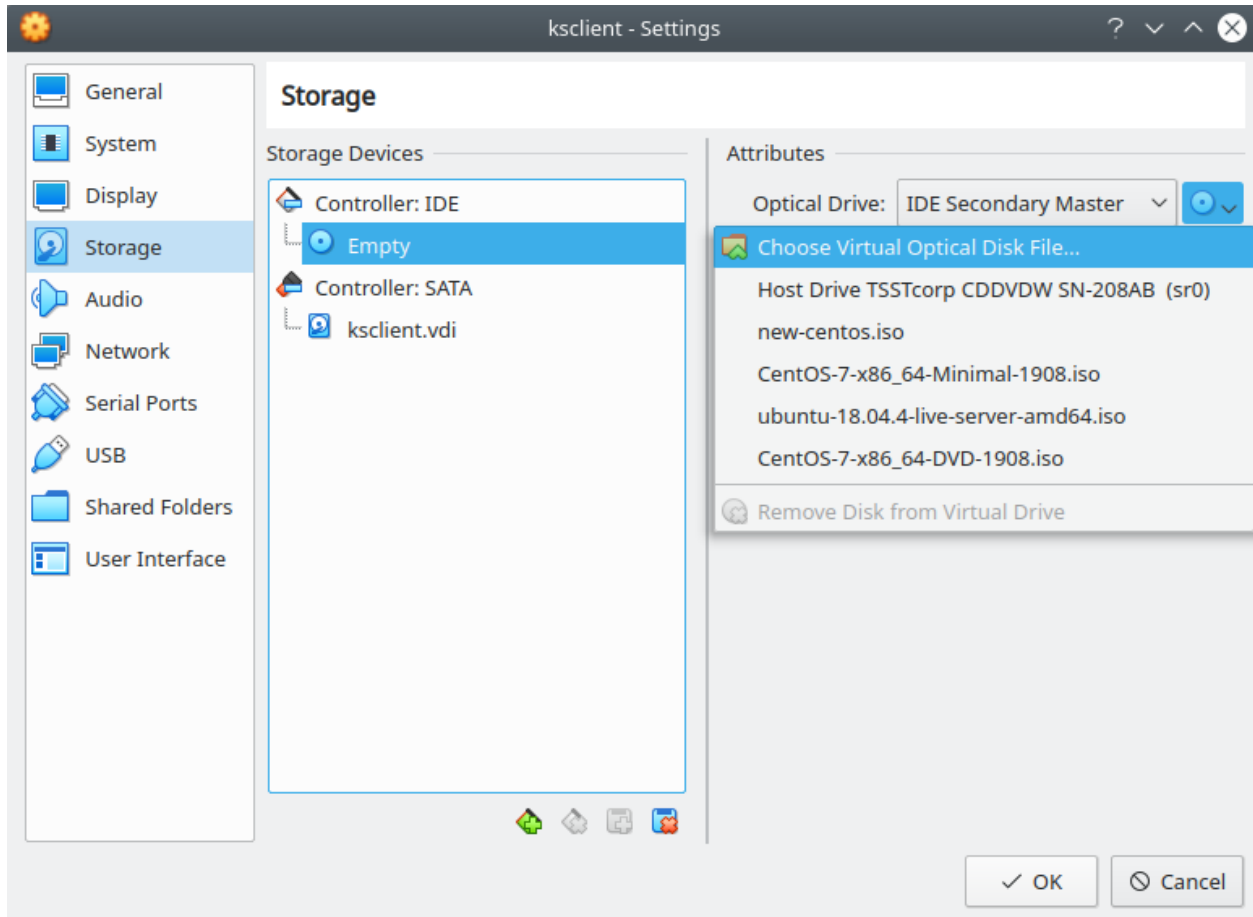 ksclient - Settings
General
System
Display
Storage
Audio
Network
Serial Ports
USB
Shared Folders
User Interface
Storage
Storage Devices
Controller: IDE
Empty
Controller: SATA
ksclient.vdi
Attributes
Optical Drive: IDE Secondary Master
Choose Virtual Optical Disk File...
Host Drive TSSTcorp CDDVDW SN-208AB (sr0)
new-centos.iso
CentOS-7-x86_64-Minimal-1908.iso
ubuntu-18.04.4-live-server-amd64.iso
CentOS-7-x86_64-DVD-1908.iso
Remove Disk from Virtual Drive
OK
Cancel